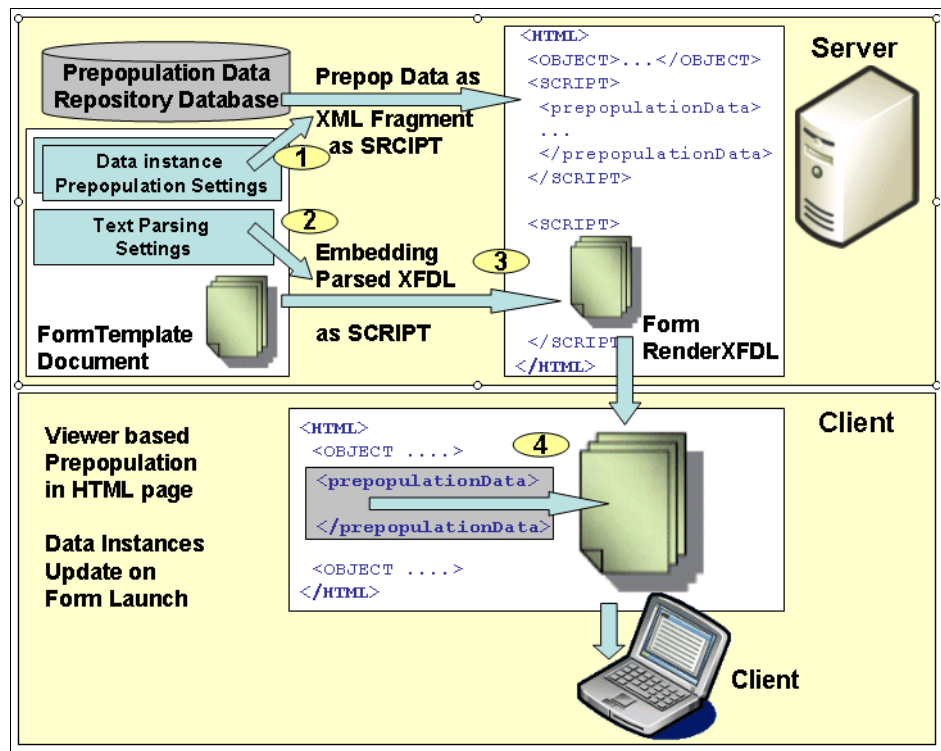 Prepopulation Data
Repository Database
Prepop Data as
XML Fragment
as SRCIPT
1
Data instance
Prepopulation Settings
2
Text Parsing
Settings
Embedding
Parsed XFDL
3
as SCRIPT
FormTemplate
Document
<HTML>
<OBJECT>...</OBJECT>
<SCRIPT>
<prepopulationData>
...
</prepopulationData>
</SCRIPT>
<SCRIPT>
Form
RenderXFDL
</SCRIPT
</HTML>
Server
Client
Viewer based
Prepopulation
in HTML page
Data Instances
Update on
Form Launch
<HTML>
<OBJECT ....>
4
<prepopulationData>
</prepopulationData>
<OBJECT ....>
</HTML>
Client